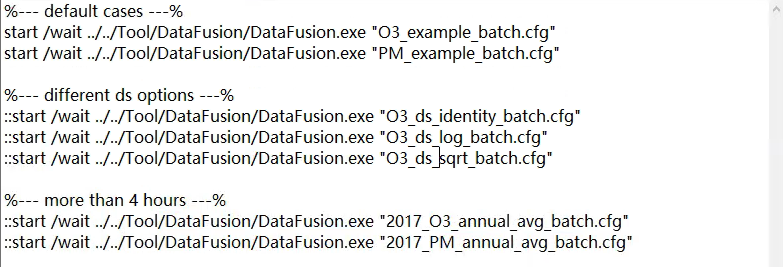 %--- default cases ---%
start /wait ../../Tool/DataFusion/DataFusion.exe "O3_example_batch.cfg"
start /wait ../../Tool/DataFusion/DataFusion.exe "PM_example_batch.cfg"
%--- different ds options ---%
::start /wait ../../Tool/DataFusion/DataFusion.exe "O3_ds_identity_batch.cfg"
::start /wait ../../Tool/DataFusion/DataFusion.exe "O3_ds_log_batch.cfg"
::start /wait ../../Tool/DataFusion/DataFusion.exe "O3_ds_sqrt_batch.cfg"
%--- more than 4 hours ---%
::start /wait ../../Tool/DataFusion/DataFusion.exe "2017_O3_annual_avg_batch.cfg"
::start /wait ../../Tool/DataFusion/DataFusion.exe "2017_PM_annual_avg_batch.cfg"